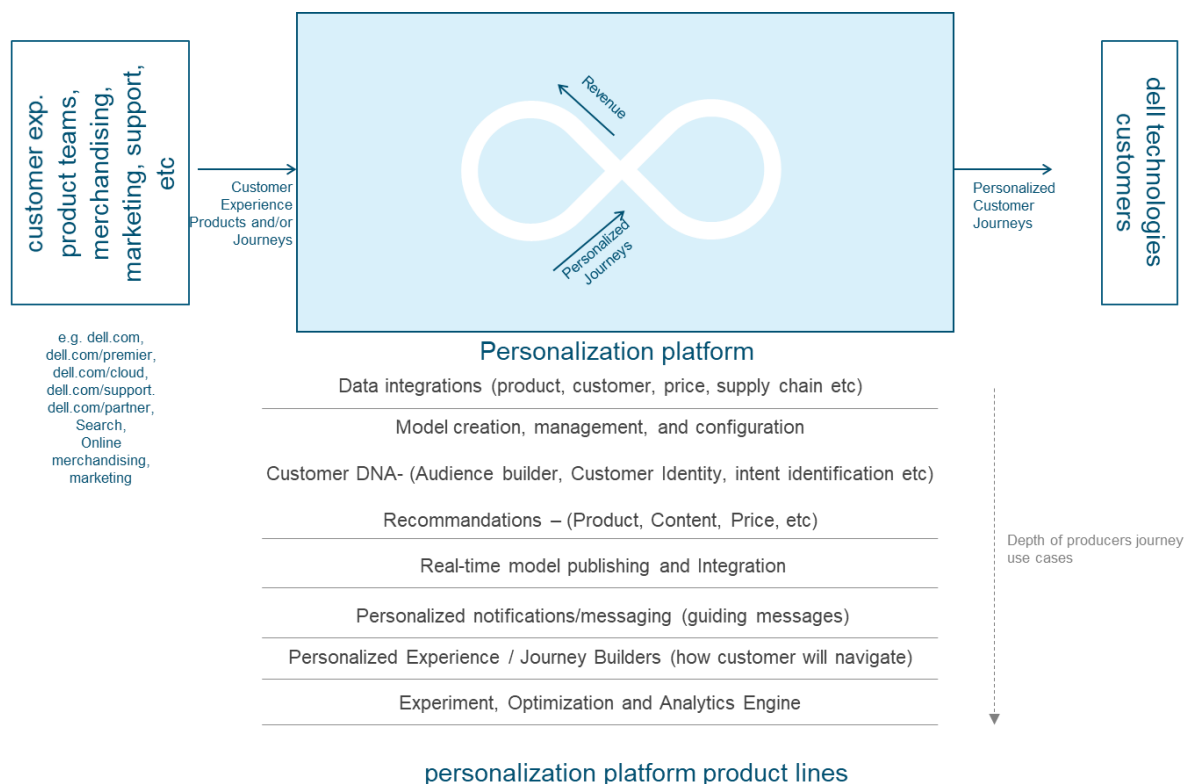 customer exp.
product teams,
merchandising,
marketing, support,
etc
Customer
Experience
Products and/or
Journeys
Revenue
Personalized
Journeys
Personalized
Customer
Journeys
dell technologies
customers
e.g. dell.com,
dell.com/premier,
dell.com/cloud,
dell.com/support.
dell.com/partner,
Search,
Online
merchandising,
marketing
Personalization platform
Data integrations (product, customer, price, supply chain etc)
Model creation, management, and configuration
Customer DNA- (Audience builder, Customer Identity, intent identification etc)
Recommandations – (Product, Content, Price, etc)
Real-time model publishing and Integration
Personalized notifications/messaging (guiding messages)
Personalized Experience / Journey Builders (how customer will navigate)
Experiment, Optimization and Analytics Engine
Depth of producers journey
use cases
personalization platform product lines